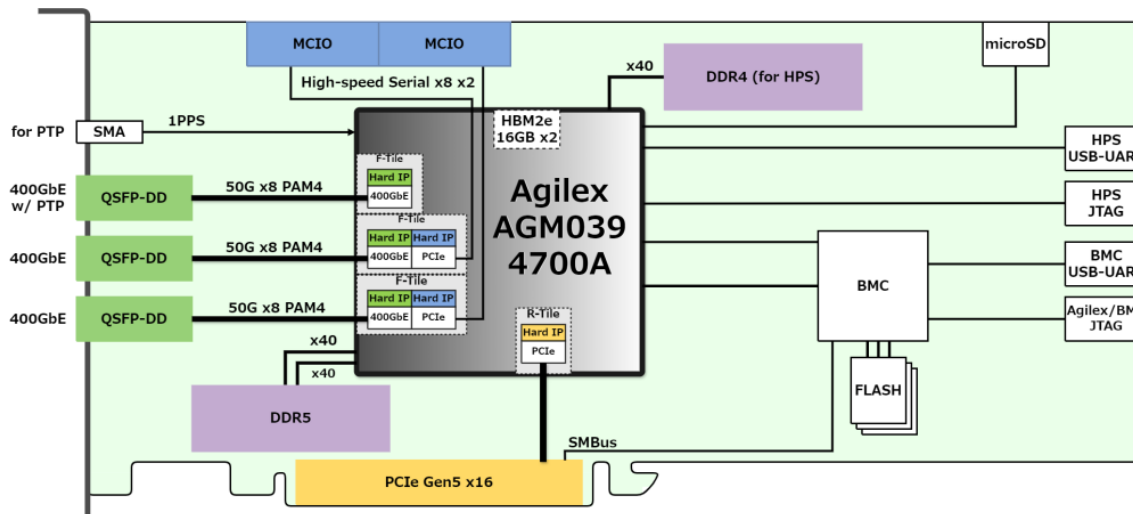 MCIO
MCIO
microSD
High-speed Serial x8 x2
x40
DDR4 (for HPS)
for PTP
SMA
1PPS
HBM2e
16GB x2
HPS
USB-UAR
F-Tile
Hard IP
400GbE
400GbE
w/ PTP
QSFP-DD
50G x8 PAM4
Agilex
AGM039
4700A
HPS
JTAG
F-Tile
Hard IP
Hard IP
400GbE
PCIe
400GbE
QSFP-DD
50G x8 PAM4
BMC
USB-UAR
BMC
F-Tile
Hard IP
Hard IP
400GbE
PCIe
400GbE
QSFP-DD
50G x8 PAM4
Agilex/BM
JTAG
R-Tile
Hard IP
PCIe
x40
x40
DDR5
FLASH
SMBus
PCIe Gen5 x16